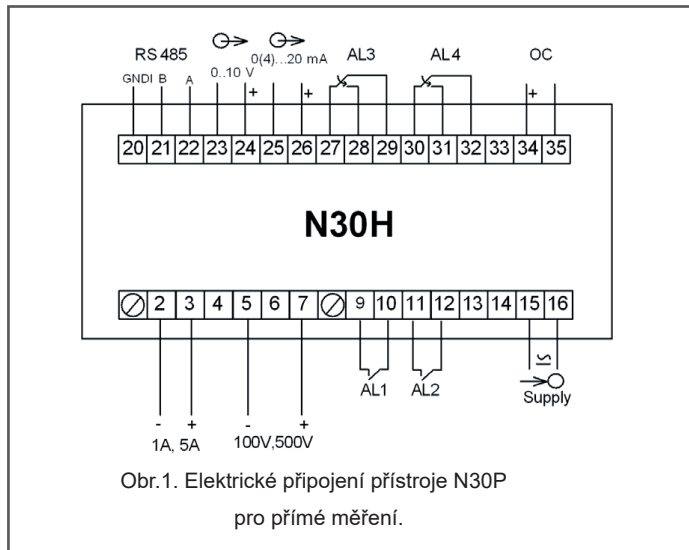 RS 485 0(4)...20 mA AL3 AL4 OC
GNDI B A 0..10 V + + +
20 21 22 23 24 25 26 27 28 29 30 31 32 33 34 35
N30H
2 3 4 5 6 7 9 10 11 12 13 14 15 16
AL1 AL2 Supply
- + - +
1A, 5A 100V,500V
Obr.1. Elektrické připojení přístroje N30P
pro přímé měření.